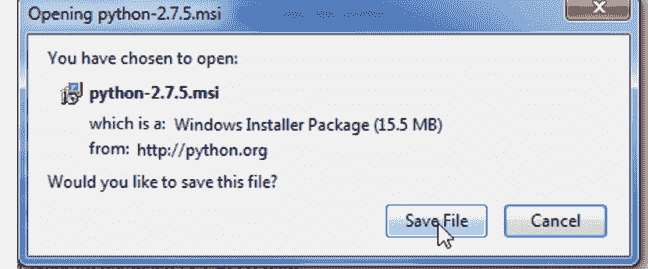 Opening python-2.7.5.msi
You have chosen to open:
python-2.7.5.msi
which is a: Windows Installer Package (15.5 MB)
from: http://python.org
Would you like to save this file?
Save File Cancel